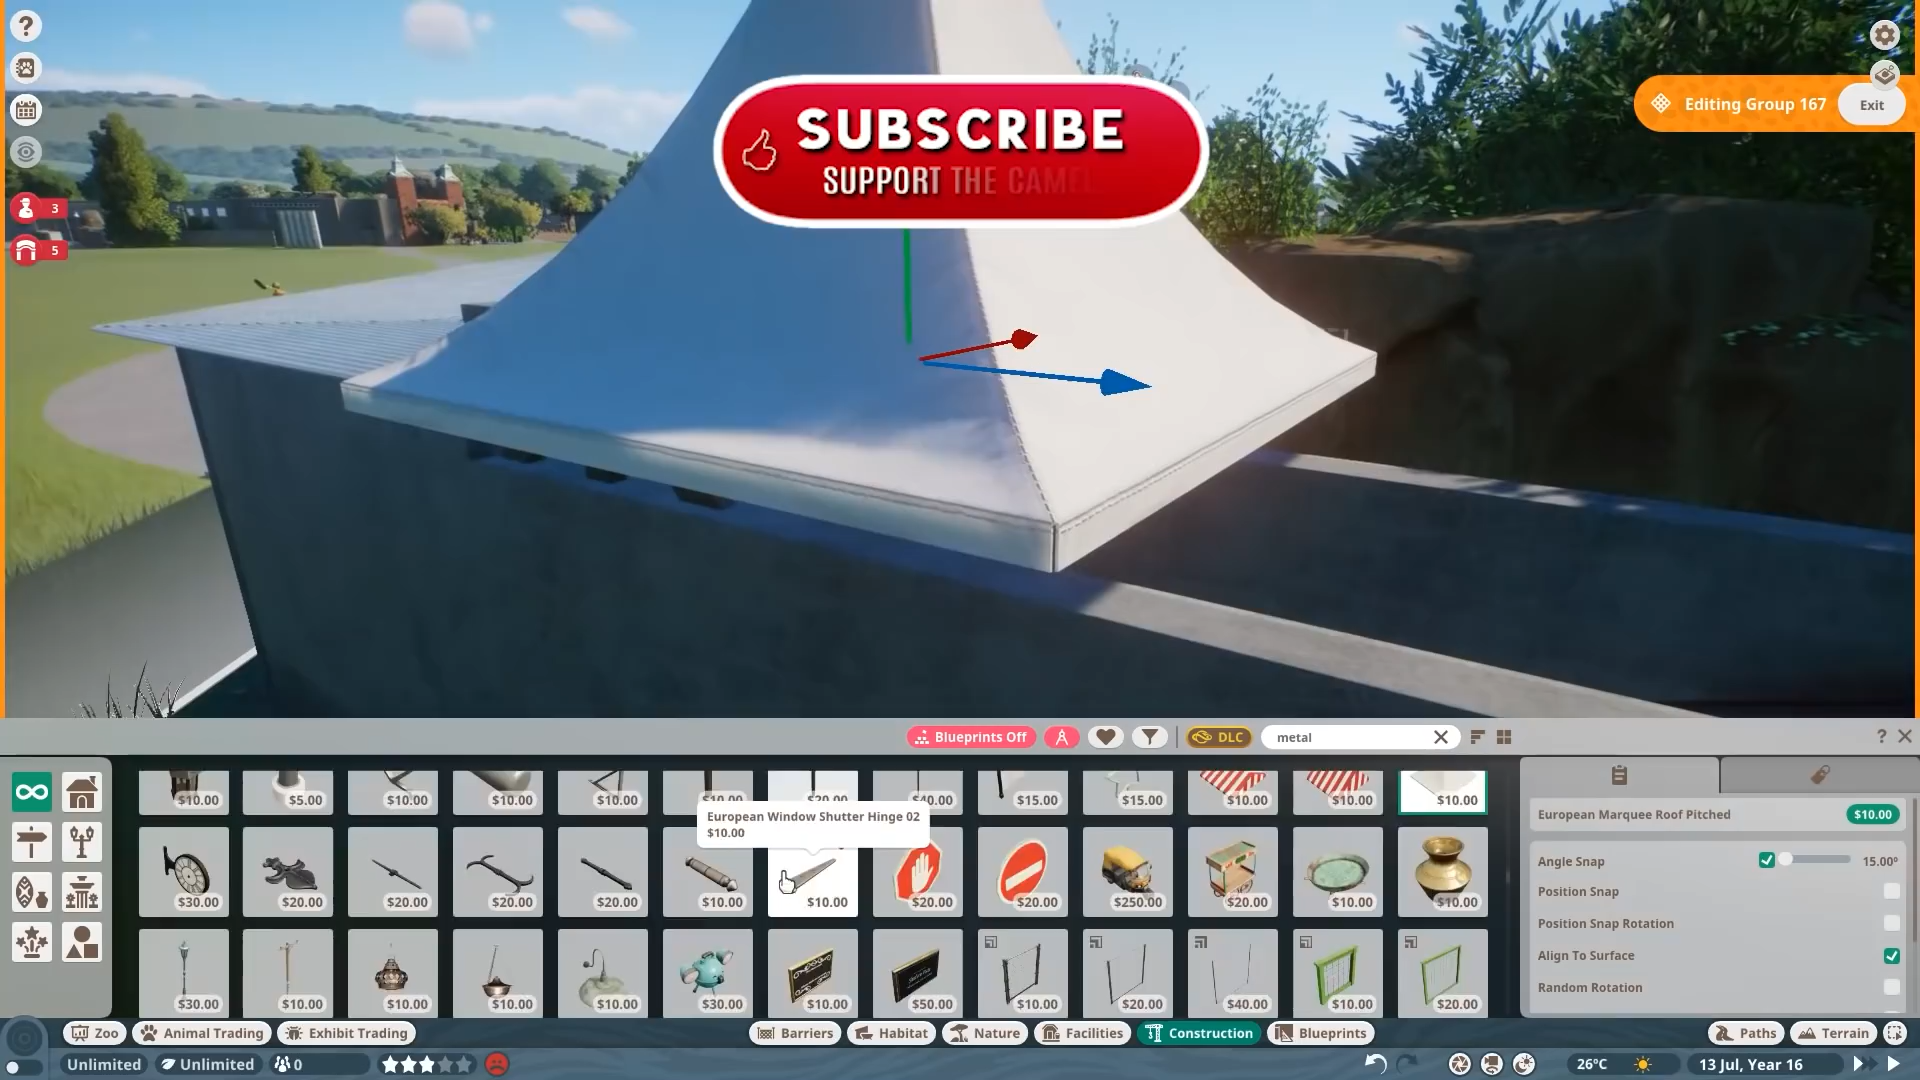 SUBSCRIBE
SUPPORT THE CAMEL
Editing Group 167
Exit
3
5
Blueprints Off
DLC
metal
$10.00 $5.00 $10.00 $10.00 $10.00 $10.00 $20.00 $40.00 $15.00 $15.00 $10.00 $10.00 $10.00
European Window Shutter Hinge 02
$10.00
$30.00 $20.00 $20.00 $20.00 $20.00 $10.00 $10.00 $20.00 $20.00 $250.00 $20.00 $10.00 $10.00
$30.00 $10.00 $10.00 $10.00 $10.00 $30.00 $10.00 $50.00 $10.00 $20.00 $40.00 $10.00 $20.00
European Marquee Roof Pitched $10.00
Angle Snap 15.00°
Position Snap
Position Snap Rotation
Align To Surface
Random Rotation
Zoo Animal Trading Exhibit Trading Barriers Habitat Nature Facilities Construction Blueprints Paths Terrain
Unlimited Unlimited 0 26°C 13 Jul, Year 16